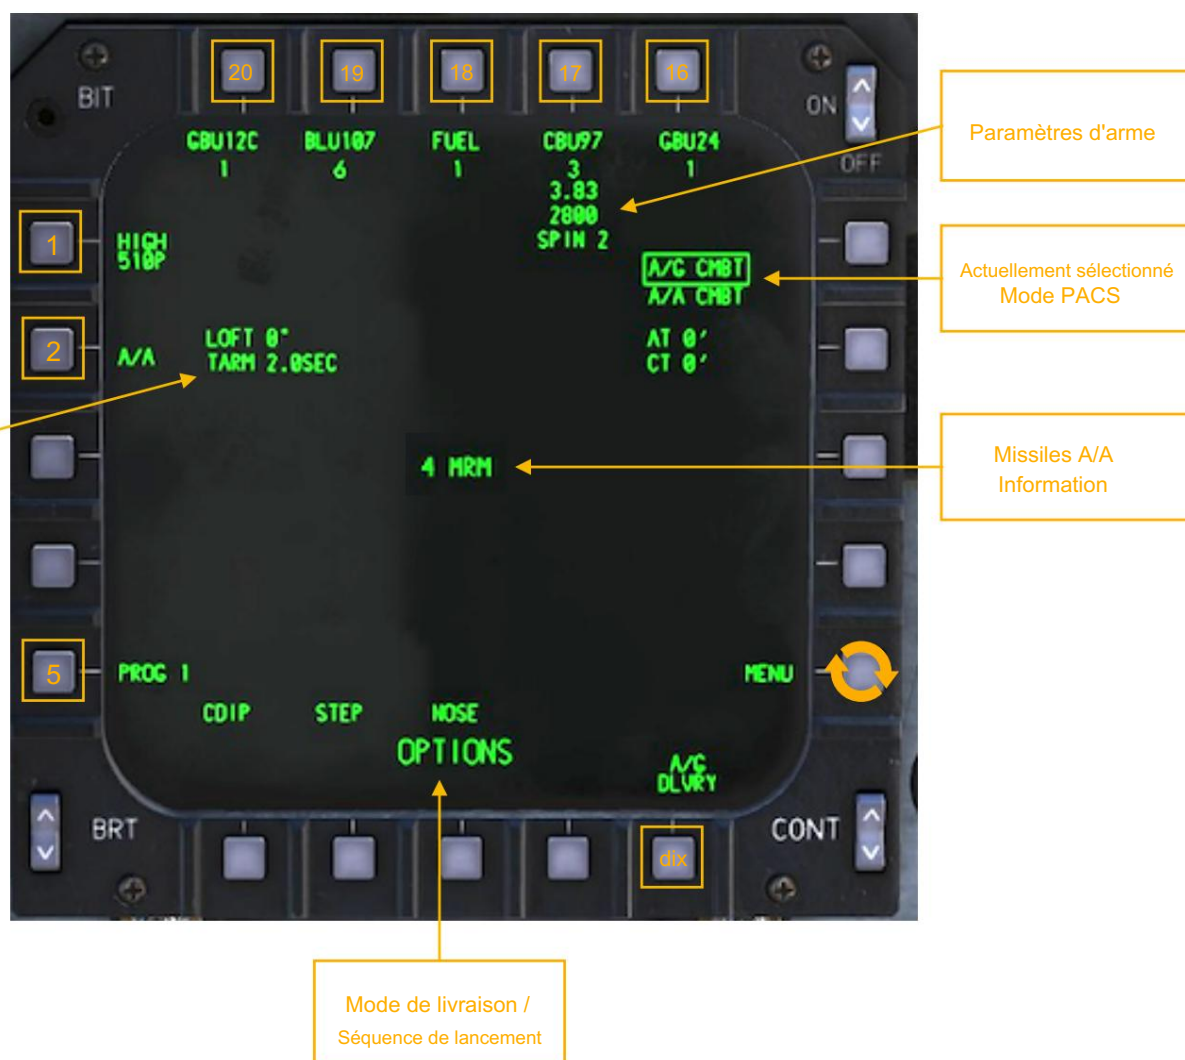 20 19 18 17 16
BIT
ON
OFF
GBU12C BLU107 FUEL CBU97 GBU24
1 6 1 3 1
3.83
2800
SPIN 2
Paramètres d'arme
1
HIGH
510P
A/G CMBT
A/A CMBT
Actuellement sélectionné
Mode PACS
2
A/A
LOFT 0°
TARM 2.0SEC
AT 0'
CT 0'
4 MRM
Missiles A/A
Information
5
PROG 1
MENU
CDIP STEP NOSE
OPTIONS
A/G
DLVRY
BRT
CONT
dix
Mode de livraison /
Séquence de lancement